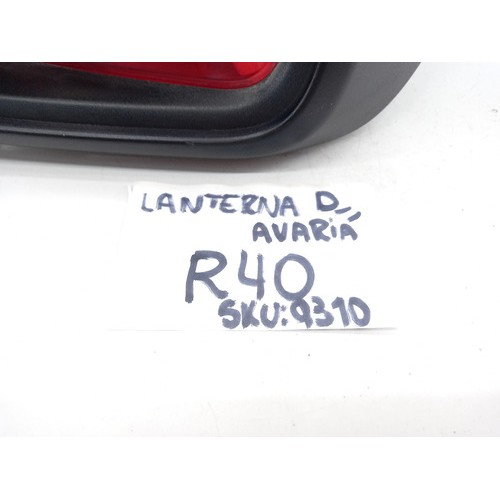 LANTERNA D,,
AVARiA
R40
SKU:9310